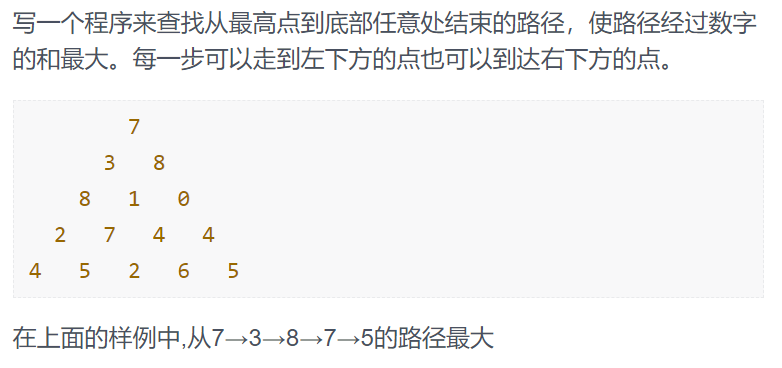 写一个程序来查找从最高点到底部任意处结束的路径，使路径经过数字
的和最大。每一步可以走到左下方的点也可以到达右下方的点。
7
3 8
8 1 0
2 7 4 4
4 5 2 6 5
在上面的样例中,从7→3→8→7→5的路径最大